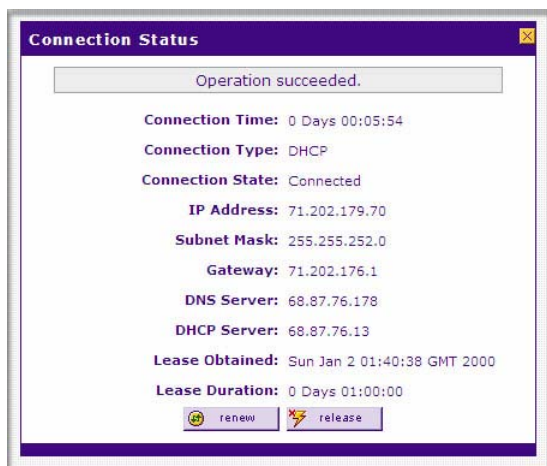 Connection Status
Operation succeeded.
Connection Time: 0 Days 00:05:54
Connection Type: DHCP
Connection State: Connected
IP Address: 71.202.179.70
Subnet Mask: 255.255.252.0
Gateway: 71.202.176.1
DNS Server: 68.87.76.178
DHCP Server: 68.87.76.13
Lease Obtained: Sun Jan 2 01:40:38 GMT 2000
Lease Duration: 0 Days 01:00:00
renew release